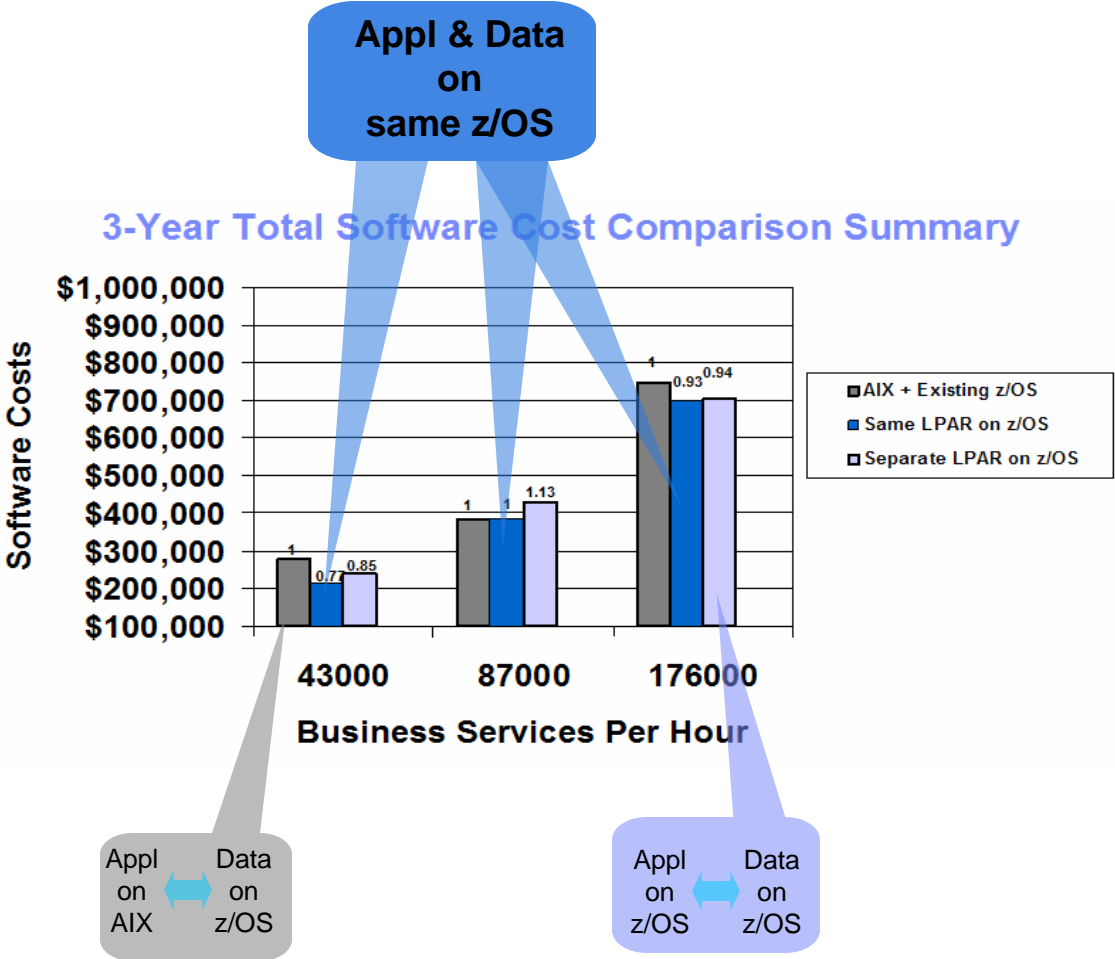 Appl & Data
on
same z/OS
3-Year Total Software Cost Comparison Summary
Software Costs
$1,000,000
$900,000
$800,000
$700,000
$600,000
$500,000
$400,000
$300,000
$200,000
$100,000
1
0.77
0.85
1
1
1.13
1
0.93
0.94
43000
87000
176000
Business Services Per Hour
AIX + Existing z/OS
Same LPAR on z/OS
Separate LPAR on z/OS
Appl
on
AIX
Data
on
z/OS
Appl
on
z/OS
Data
on
z/OS